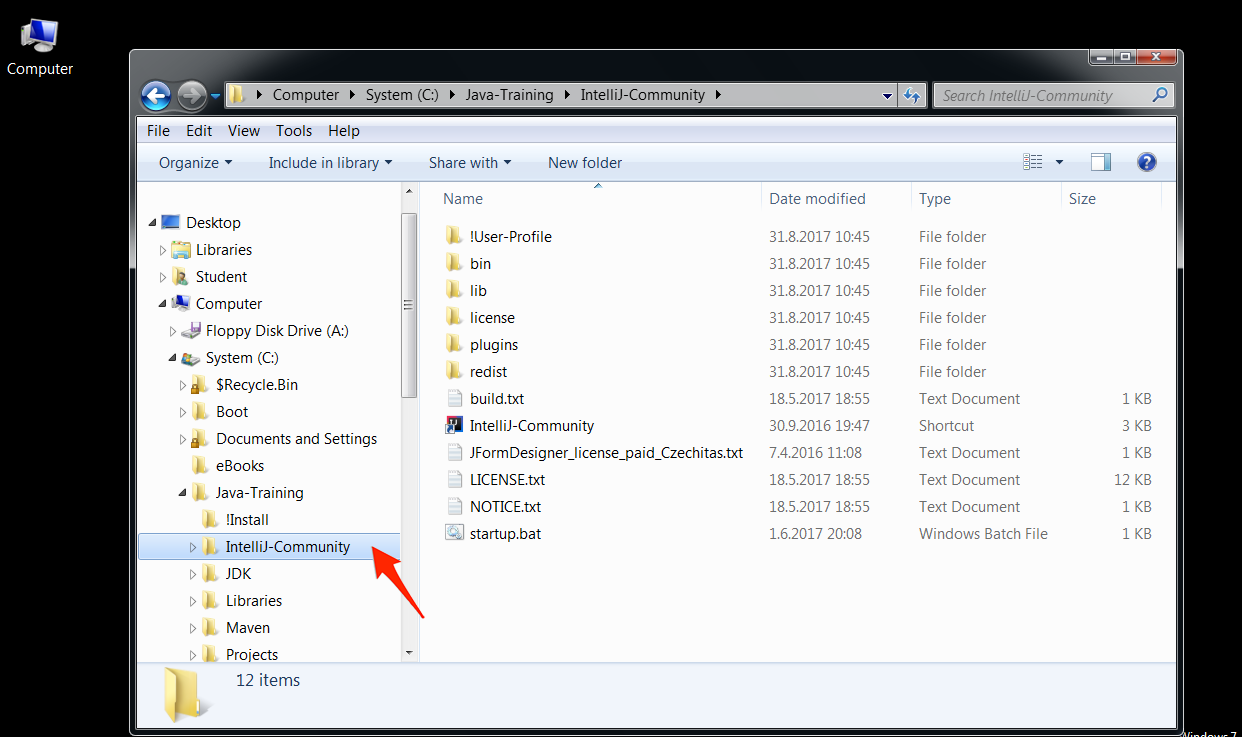 Computer
Computer System (C:) Java-Training IntelliJ-Community
Search IntelliJ-Community
File Edit View Tools Help
Organize Include in library Share with New folder
Name Date modified Type Size
Desktop
Libraries
Student
Computer
Floppy Disk Drive (A:)
System (C:)
$Recycle.Bin
Boot
Documents and Settings
eBooks
Java-Training
!Install
IntelliJ-Community
JDK
Libraries
Maven
Projects
!User-Profile 31.8.2017 10:45 File folder
bin 31.8.2017 10:45 File folder
lib 31.8.2017 10:45 File folder
license 31.8.2017 10:45 File folder
plugins 31.8.2017 10:45 File folder
redist 31.8.2017 10:45 File folder
build.txt 18.5.2017 18:55 Text Document 1 KB
IntelliJ-Community 30.9.2016 19:47 Shortcut 3 KB
JFormDesigner_license_paid_Czechitas.txt 7.4.2016 11:08 Text Document 1 KB
LICENSE.txt 18.5.2017 18:55 Text Document 12 KB
NOTICE.txt 18.5.2017 18:55 Text Document 1 KB
startup.bat 1.6.2017 20:08 Windows Batch File 1 KB
12 items
Windows 7